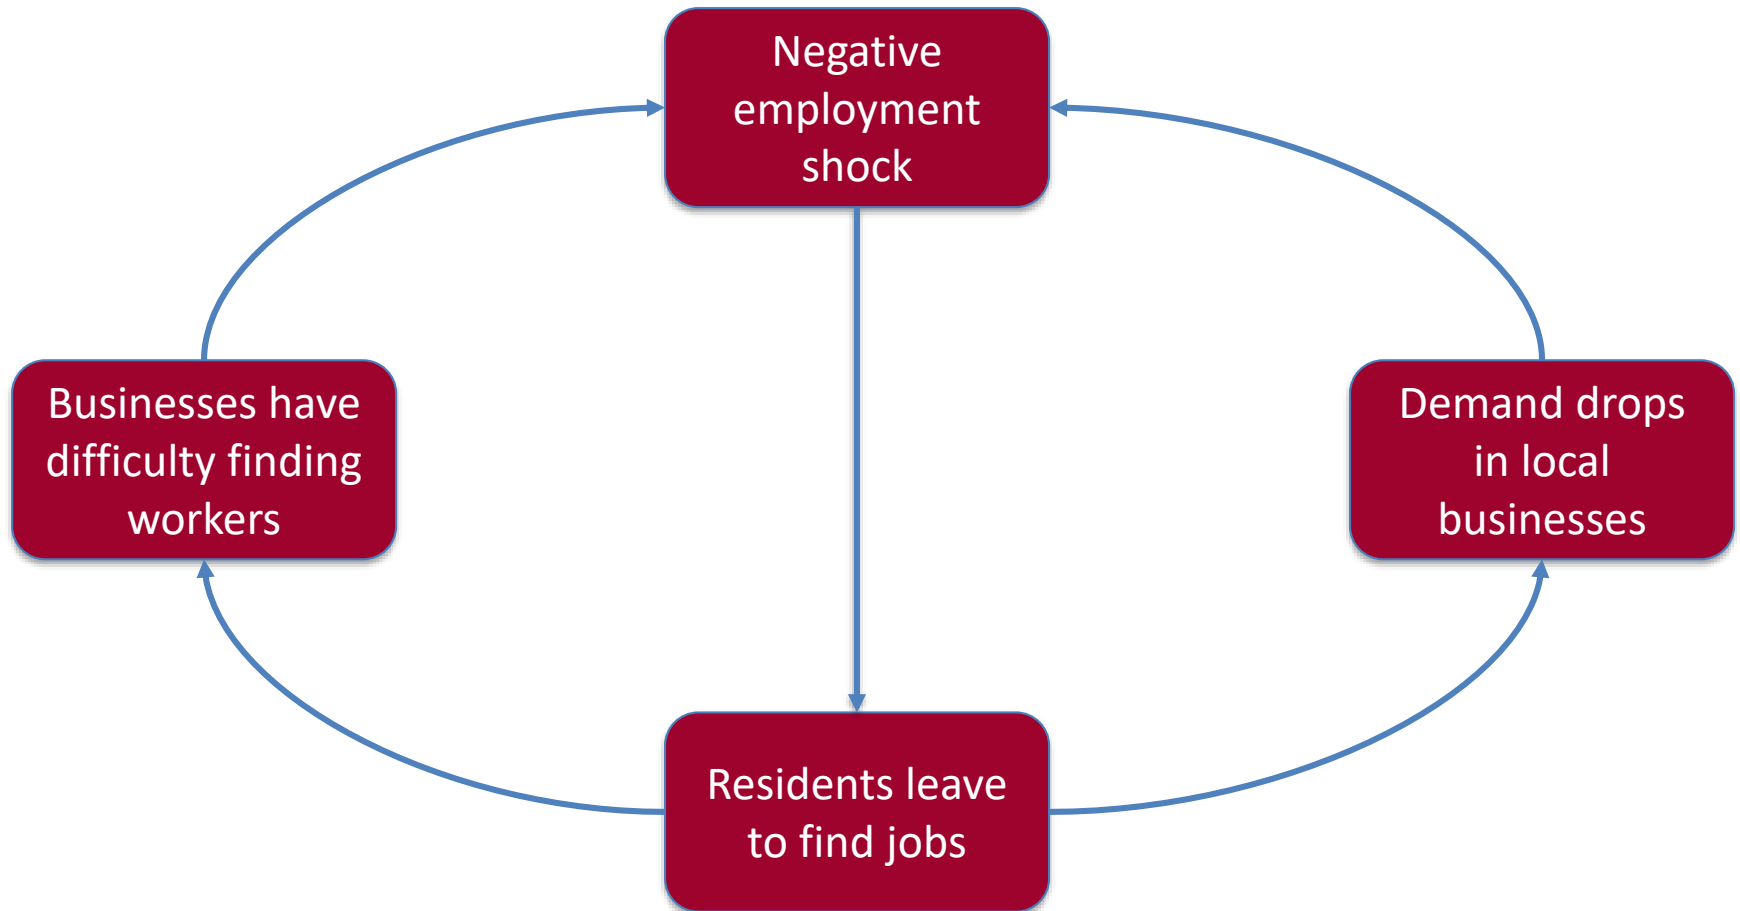 Negative
employment
shock
Businesses have
difficulty finding
workers
Demand drops
in local
businesses
Residents leave
to find jobs